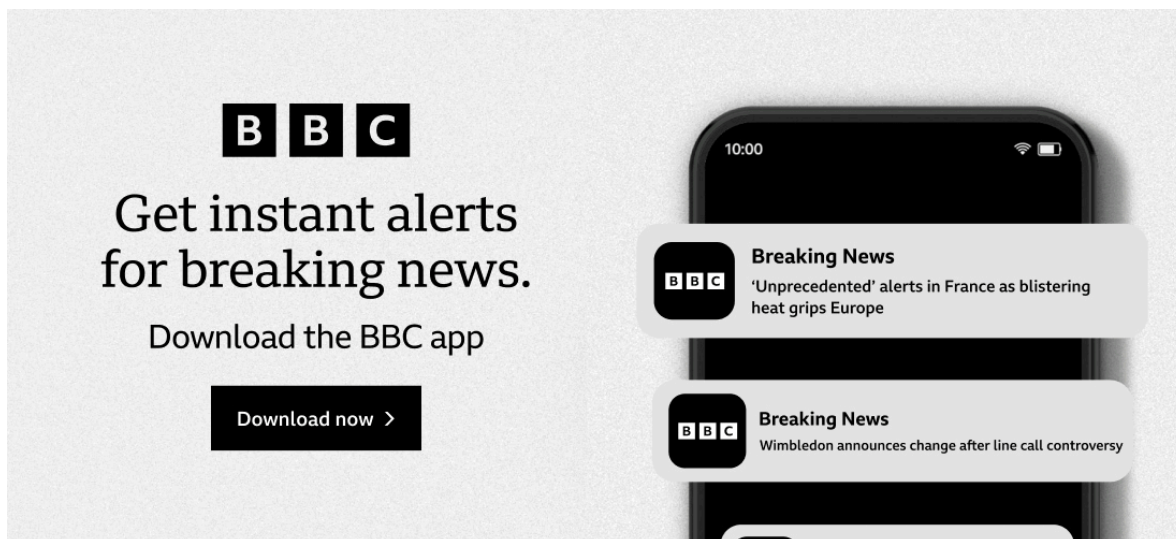 BBC
Get instant alerts
for breaking news.
Download the BBC app
Download now
10:00
BBC
Breaking News
‘Unprecedented’ alerts in France as blistering
heat grips Europe
BBC
Breaking News
Wimbledon announces change after line call controversy